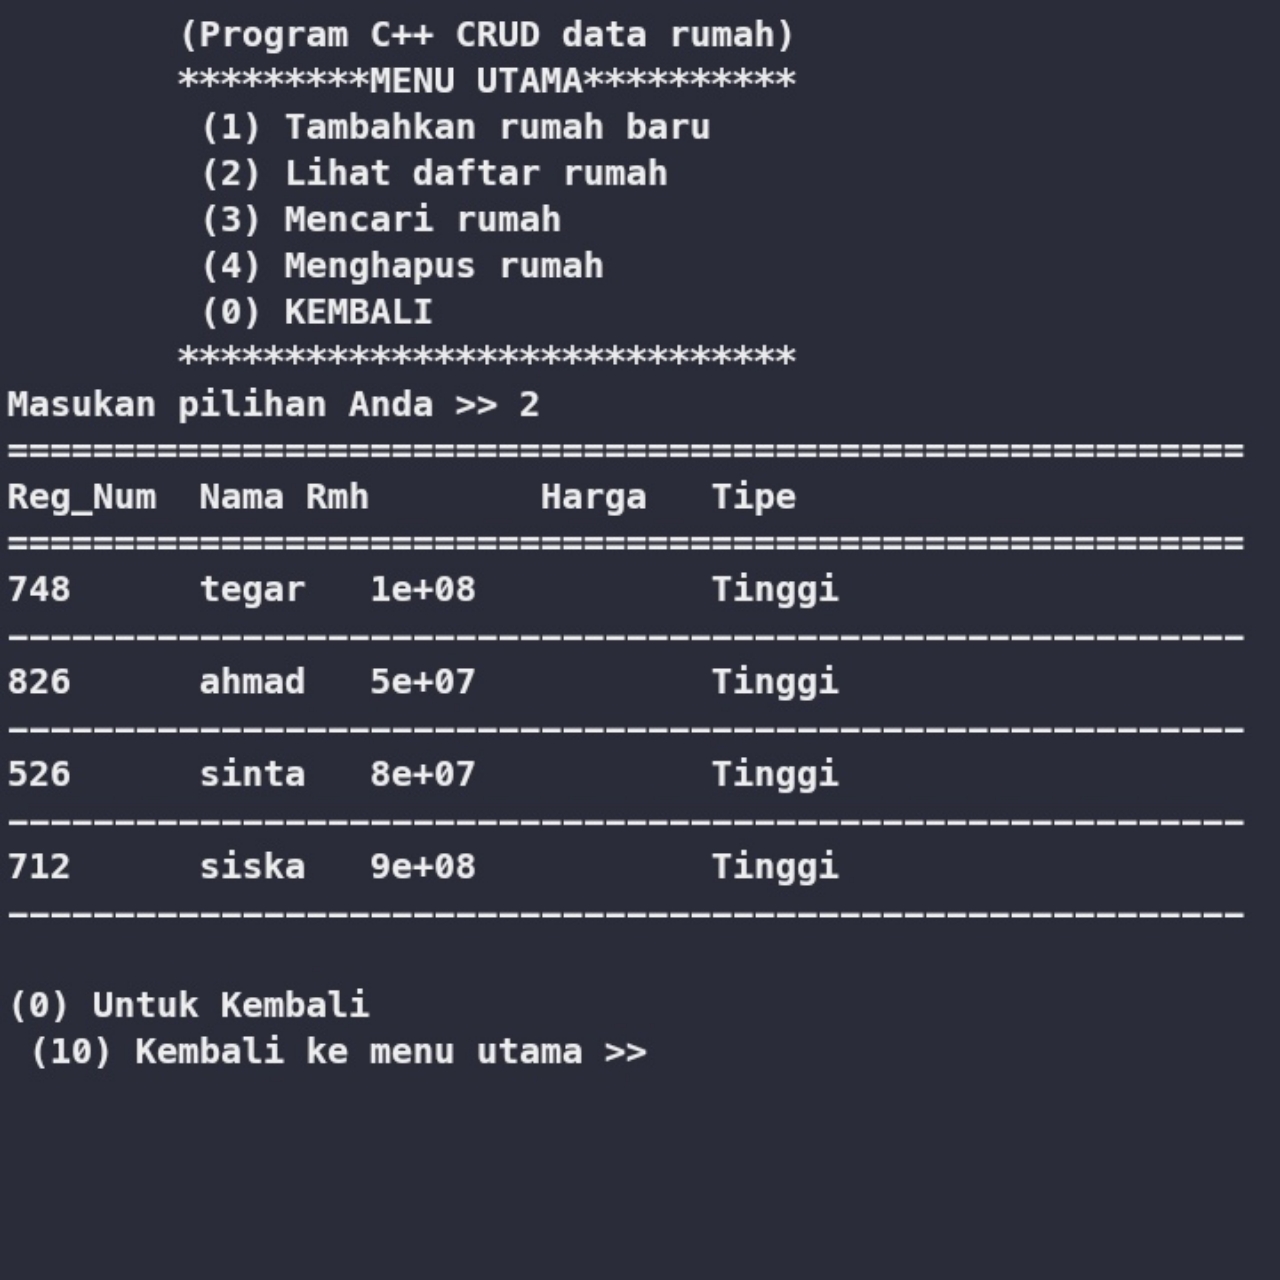 (Program C++ CRUD data rumah)
*********MENU UTAMA**********
(1) Tambahkan rumah baru
(2) Lihat daftar rumah
(3) Mencari rumah
(4) Menghapus rumah
(0) KEMBALI
*****************************
Masukan pilihan Anda >> 2
==========================================================
Reg_Num  Nama Rmh        Harga   Tipe
==========================================================
748      tegar   1e+08           Tinggi
----------------------------------------------------------
826      ahmad   5e+07           Tinggi
----------------------------------------------------------
526      sinta   8e+07           Tinggi
----------------------------------------------------------
712      siska   9e+08           Tinggi
----------------------------------------------------------
(0) Untuk Kembali
(10) Kembali ke menu utama >>